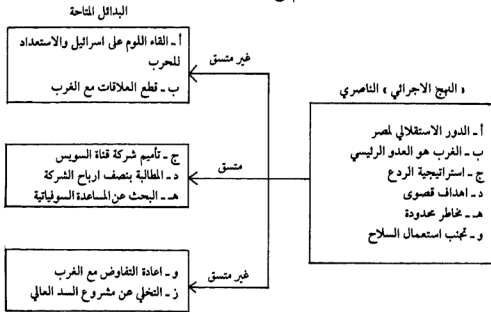 البدائل المتاحة
أ ـ القاء اللوم على اسرائيل والاستعداد
للحرب
ب ـ قطع العلاقات مع الغرب
غير متسق
« النهج الاجرائي » الناصري
أ ـ الدور الاستقلالي لمصر
ب ـ الغرب هو العدو الرئيسي
ج ـ استراتيجية الردع
د ـ اهداف قصوى
هـ ـ مخاطر محدودة
و ـ تجنب استعمال السلاح
متسق
ج ـ تأميم شركة قناة السويس
د ـ المطالبة بنصف ارباح الشركة
هـ ـ البحث عن المساعدة السوفياتية
غير متسق
و ـ اعادة التفاوض مع الغرب
ز ـ التخلي عن مشروع السد العالي